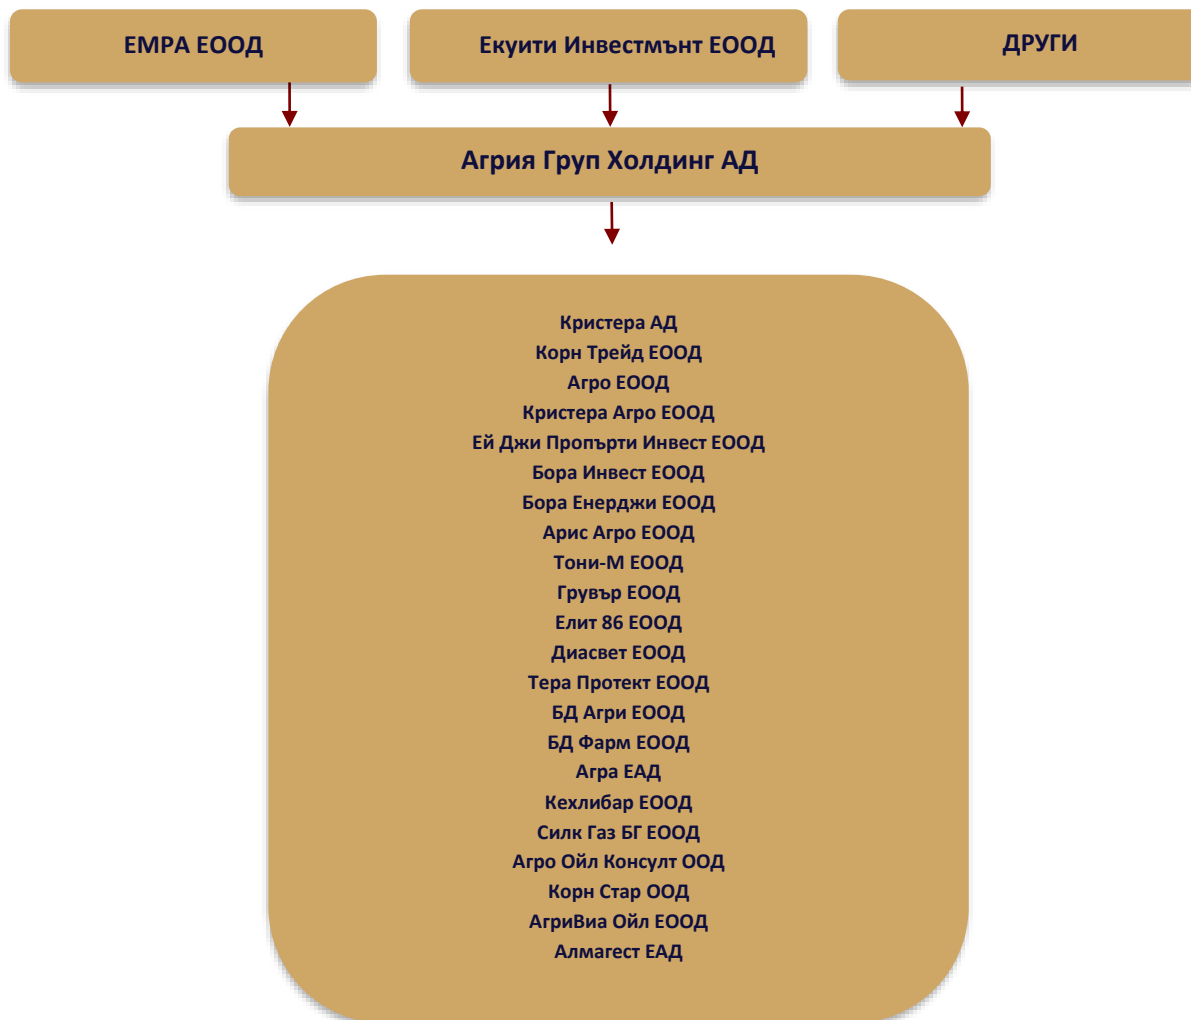 ЕМРА ЕООД
Екуити Инвестмънт ЕООД
ДРУГИ
Агрия Груп Холдинг АД
Кристера АД
Корн Трейд ЕООД
Агро ЕООД
Кристера Агро ЕООД
Ей Джи Пропърти Инвест ЕООД
Бора Инвест ЕООД
Бора Енерджи ЕООД
Арис Агро ЕООД
Тони-М ЕООД
Грувър ЕООД
Елит 86 ЕООД
Диасвет ЕООД
Тера Протект ЕООД
БД Агри ЕООД
БД Фарм ЕООД
Агра ЕАД
Кехлибар ЕООД
Силк Газ БГ ЕООД
Агро Ойл Консулт ООД
Корн Стар ООД
АгриВиа Ойл ЕООД
Алмагест ЕАД